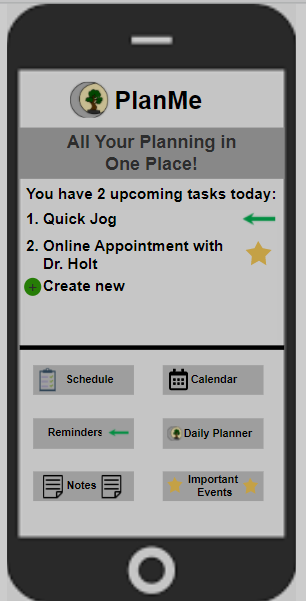 PlanMe
All Your Planning in
One Place!
You have 2 upcoming tasks today:
1. Quick Jog
2. Online Appointment with
Dr. Holt
+ Create new
Schedule
Calendar
Reminders
Daily Planner
Notes
Important
Events